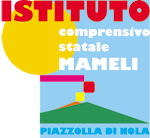 ISTITUTO
comprensivo
statale
MAMELI
PIAZZOLLA DI NOLA